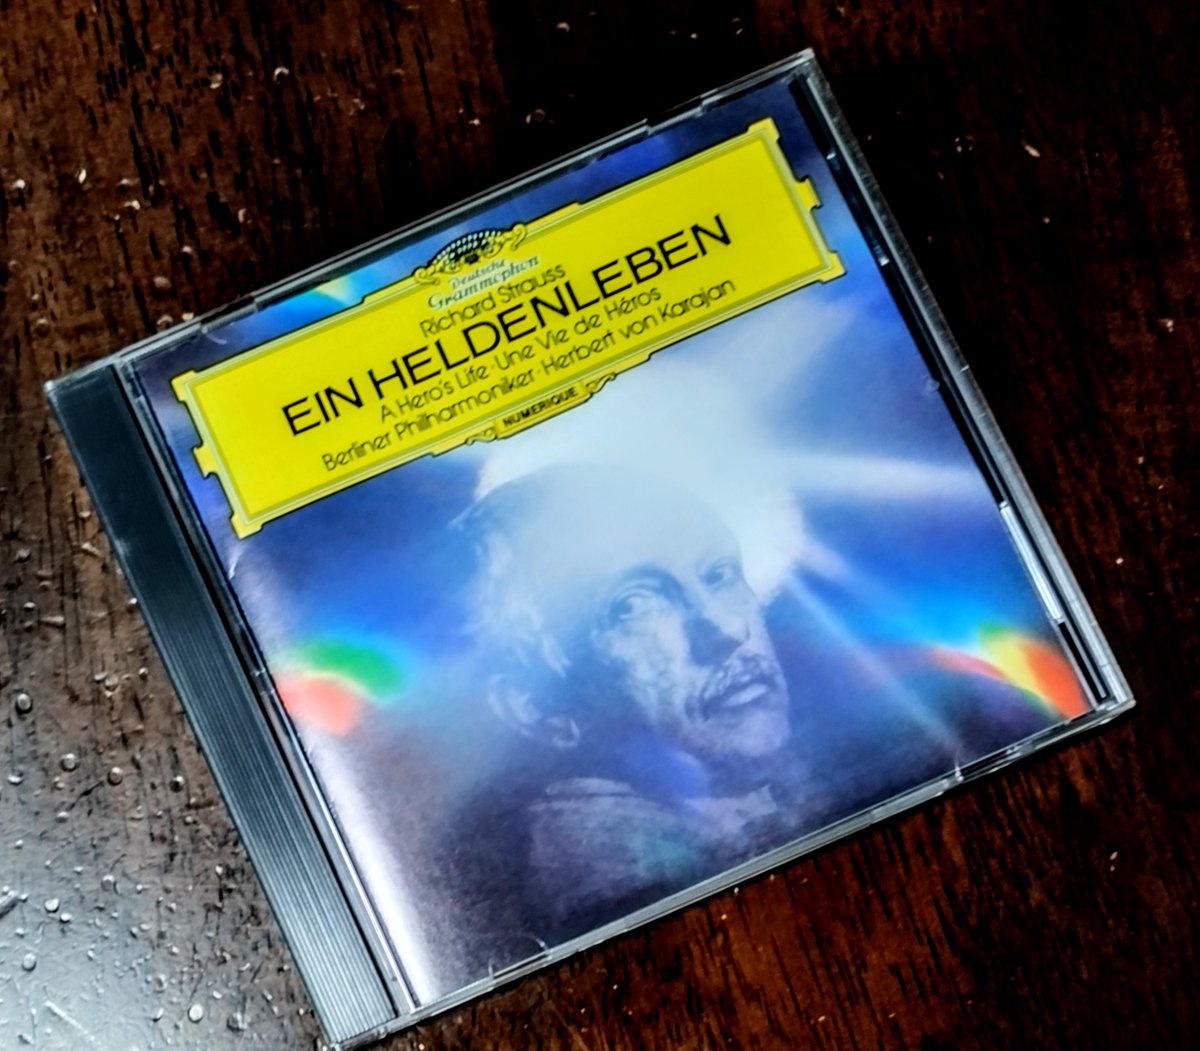 Deutsche
Grammophon
Richard Strauss
EIN HELDENLEBEN
A Hero's Life · Une Vie de Héros
Berliner Philharmoniker · Herbert von Karajan
NUMERIQUE